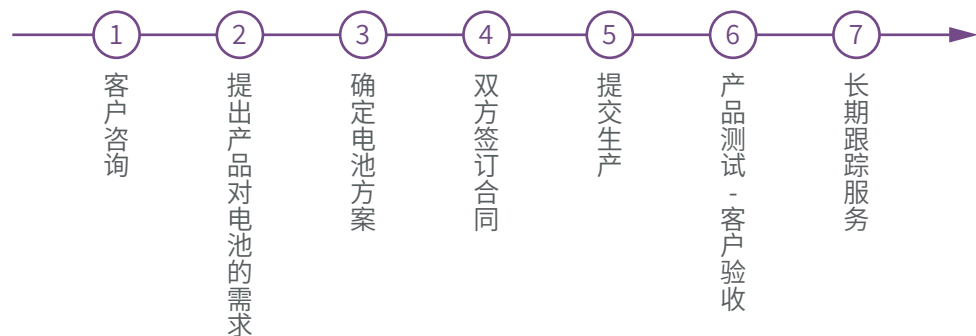 1
客户咨询
2
提出产品对电池的需求
3
确定电池方案
4
双方签订合同
5
提交生产
6
产品测试-客户验收
7
长期跟踪服务